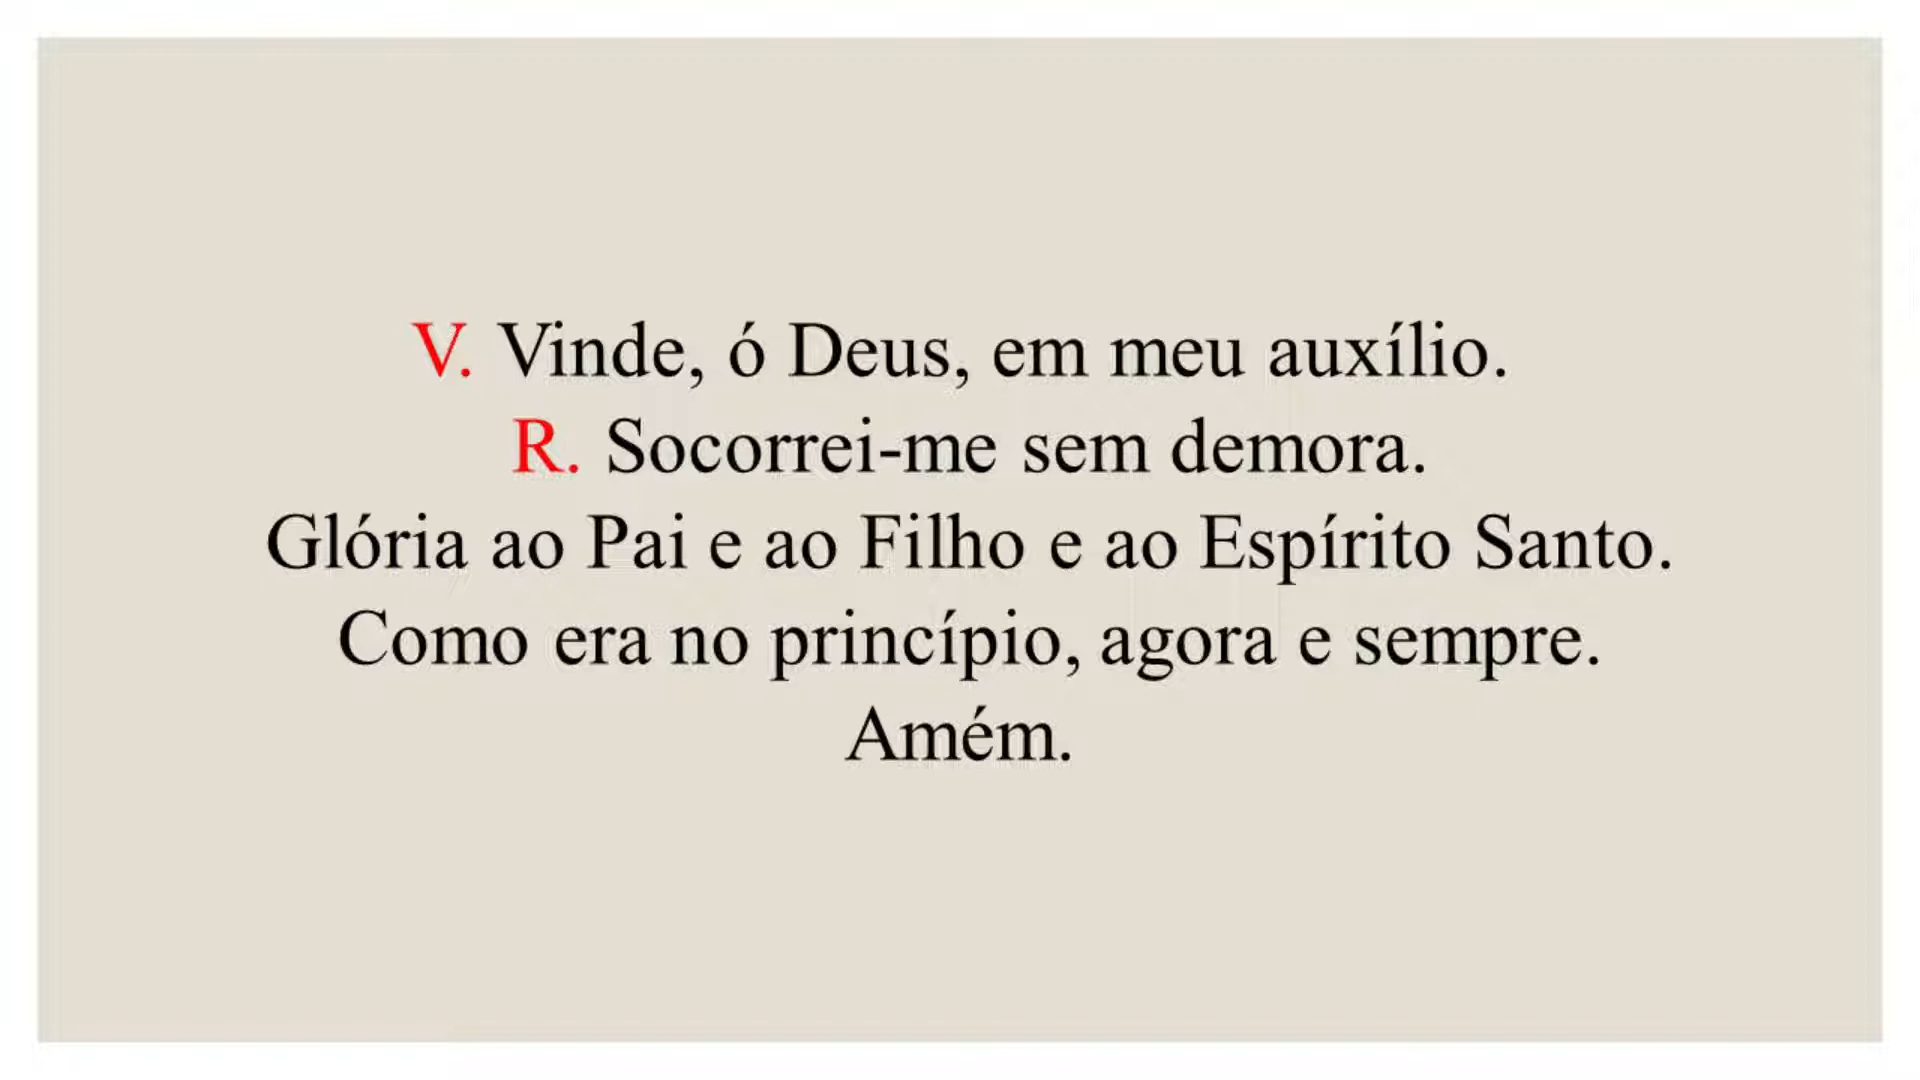 V. Vinde, ó Deus, em meu auxílio.
R. Socorrei-me sem demora.
Glória ao Pai e ao Filho e ao Espírito Santo.
Como era no princípio, agora e sempre.
Amém.